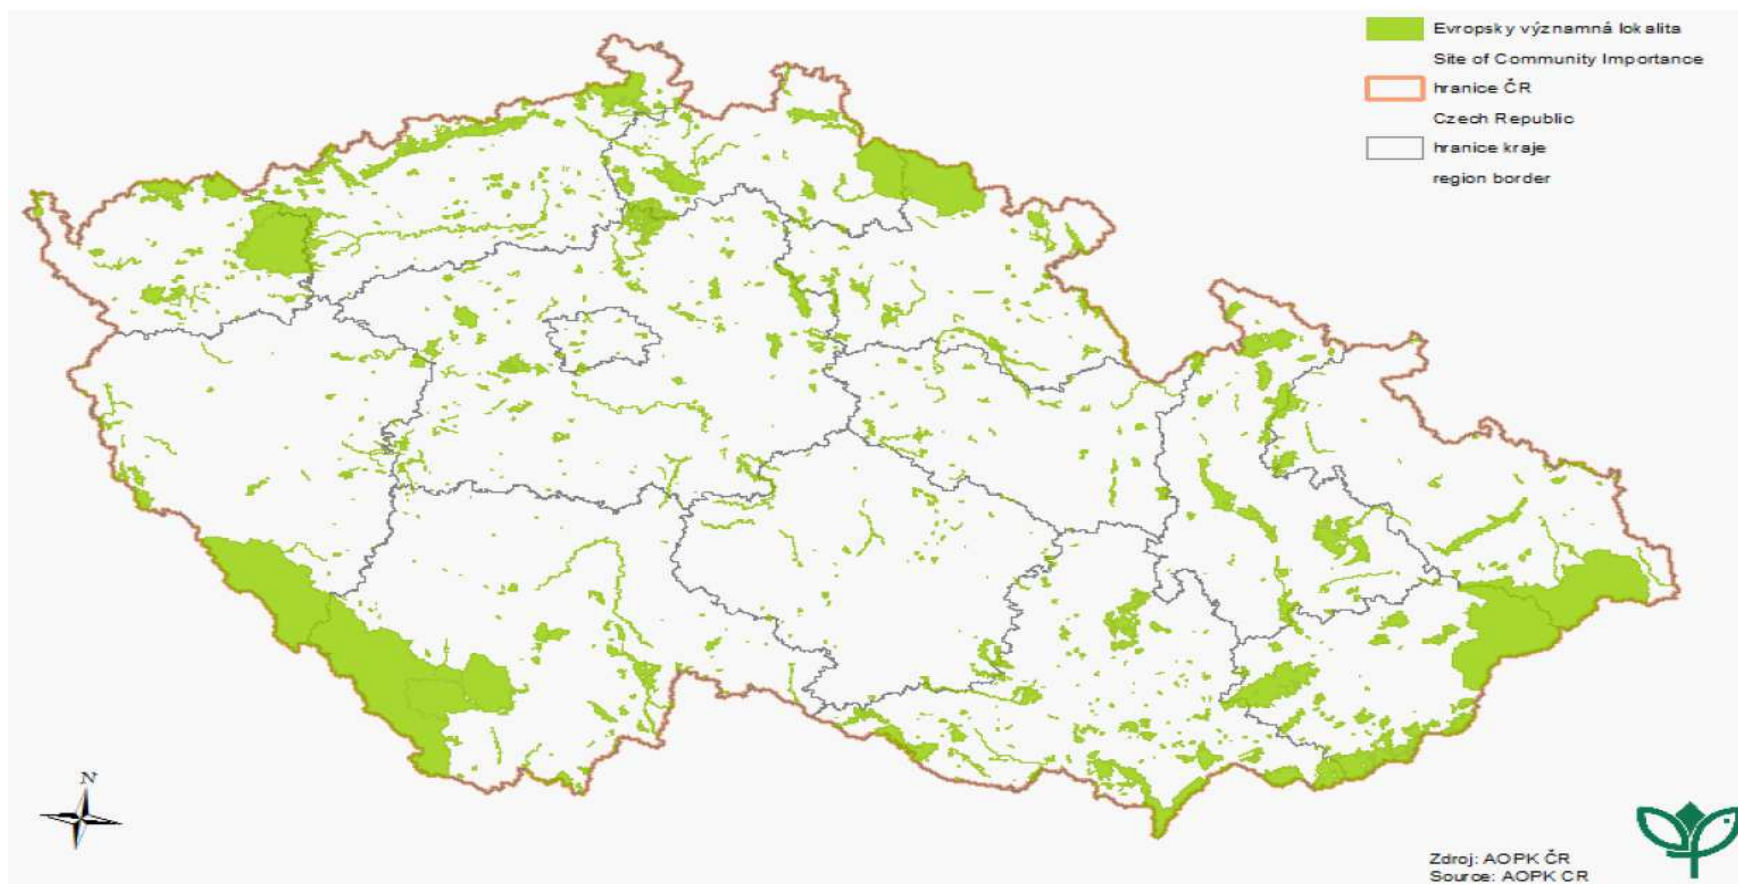 Evropsky významná lokalita
Site of Community Importance
hranice ČR
Czech Republic
hranice kraje
region border
N
Zdroj: AOPK ČR
Source: AOPK CR